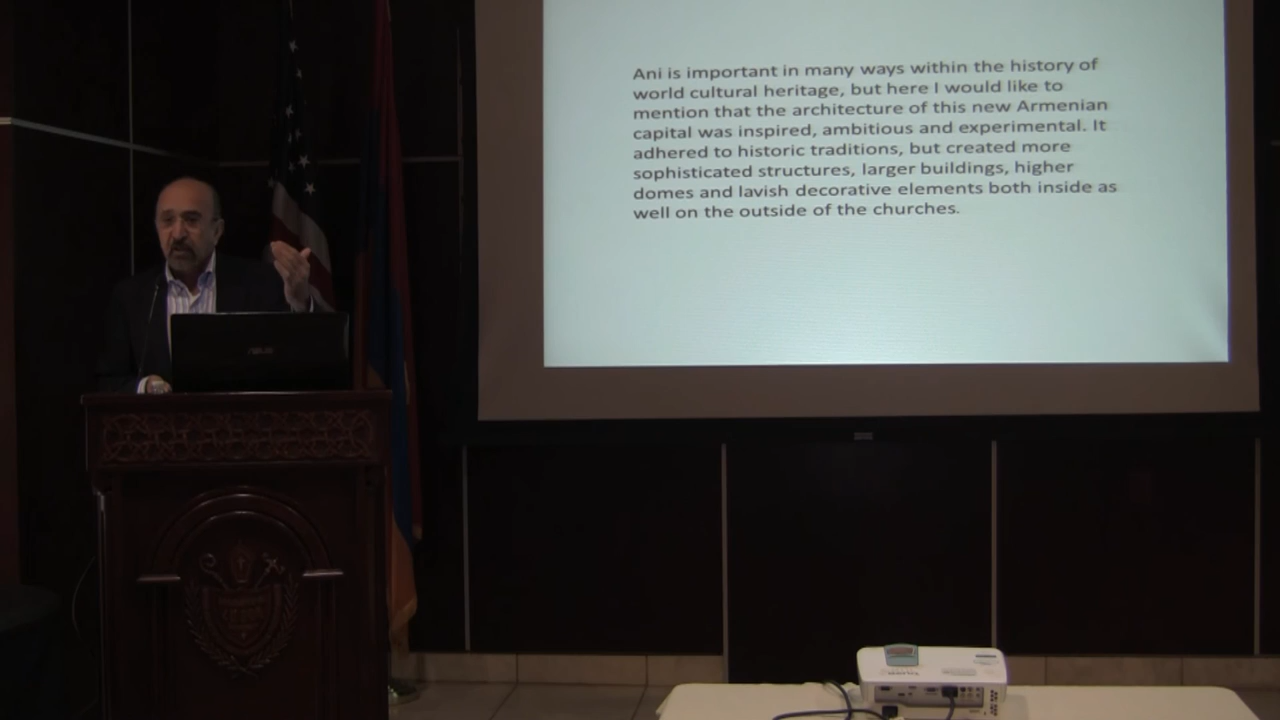 Ani is important in many ways within the history of
world cultural heritage, but here I would like to
mention that the architecture of this new Armenian
capital was inspired, ambitious and experimental. It
adhered to historic traditions, but created more
sophisticated structures, larger buildings, higher
domes and lavish decorative elements both inside as
well on the outside of the churches.
ASUS